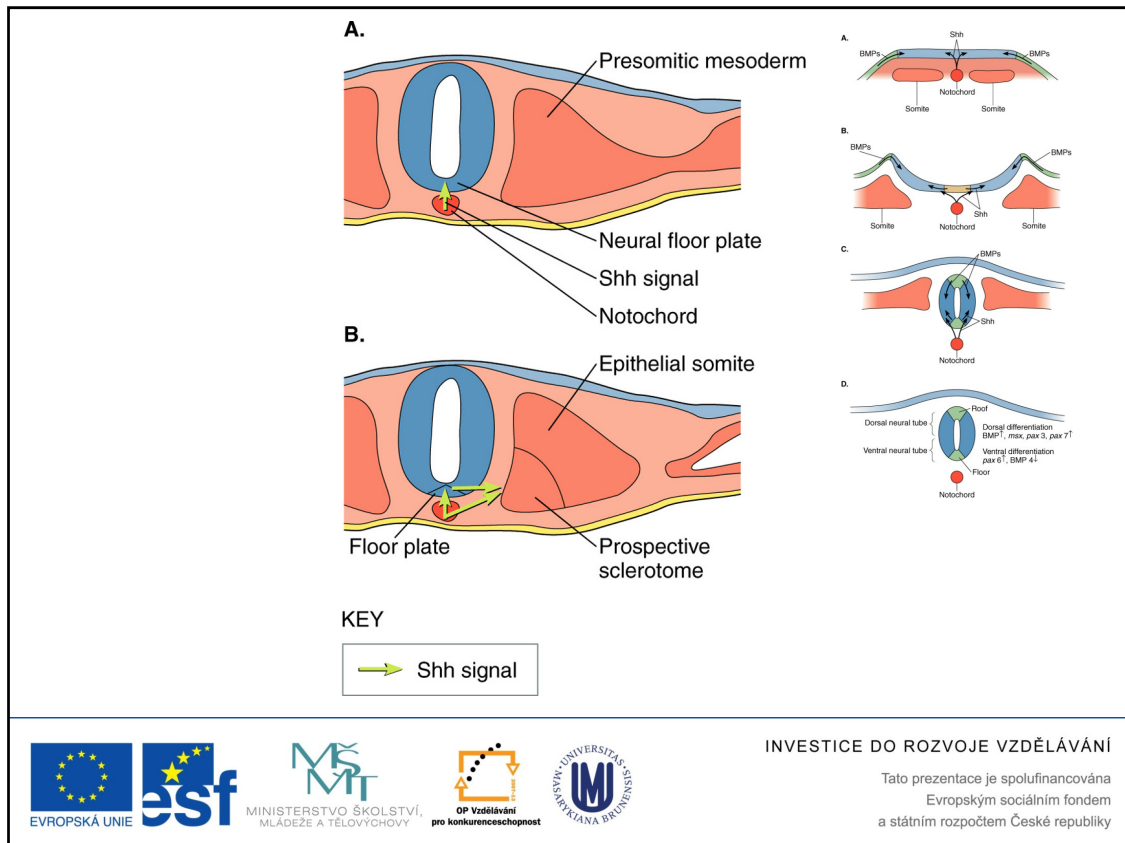 A.
Presomitic mesoderm
Neural floor plate
Shh signal
Notochord
B.
Epithelial somite
Floor plate
Prospective
sclerotome
KEY
Shh signal
A.
Shh
BMPs
BMPs
Notochord
Somite
Somite
B.
BMPs
BMPs
Shh
Somite
Notochord
Somite
C.
BMPs
Shh
Notochord
D.
Roof
Dorsal neural tube
Dorsal differentiation
BMP↑, msx, pax 3, pax 7↑
Ventral neural tube
Ventral differentiation
pax 6↑, BMP 4↓
Floor
Notochord
EVROPSKÁ UNIE
esf
MŠMT
MINISTERSTVO ŠKOLSTVÍ,
MLÁDEŽE A TĚLOVÝCHOVY
2007-13
OP Vzdělávání
pro konkurenceschopnost
UNIVERSITAS
MASARYKIANA BRUNENSIS
INVESTICE DO ROZVOJE VZDĚLÁVÁNÍ
Tato prezentace je spolufinancována
Evropským sociálním fondem
a státním rozpočtem České republiky